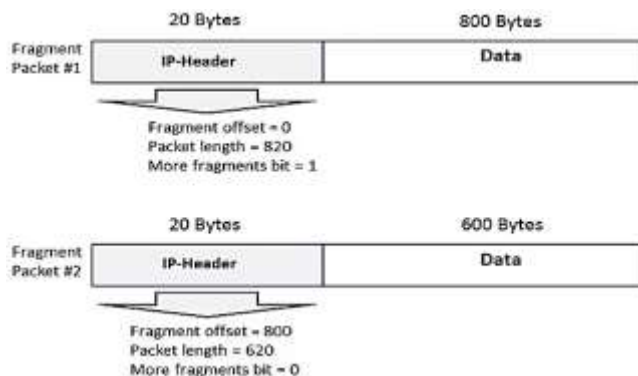 20 Bytes 800 Bytes
Fragment
Packet #1
IP-Header Data
Fragment offset = 0
Packet length = 820
More fragments bit = 1
20 Bytes 600 Bytes
Fragment
Packet #2
IP-Header Data
Fragment offset = 800
Packet length = 620
More fragments bit = 0